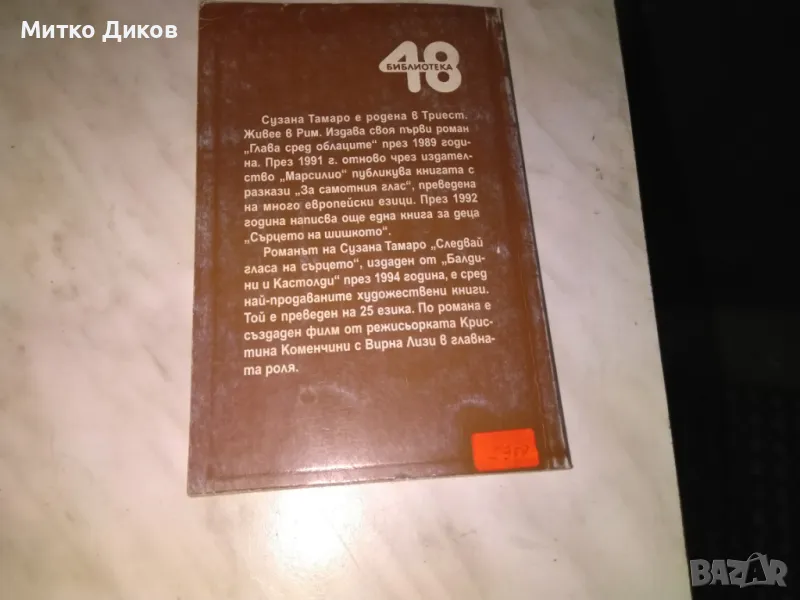 Митко Диков
48
БИБЛИОТЕКА
Сузана Тамаро е родена в Триест.
Живее в Рим. Издава своя първи роман
„Глава сред облаците“ през 1989 годи-
на. През 1991 г. отново чрез издател-
ство „Марсилио“ публикува книгата с
разкази „За самотния глас“, преведена
на много европейски езици. През 1992
година написва още една книга за деца
„Сърцето на шишкото“.
Романът на Сузана Тамаро „Следвай
гласа на сърцето“, издаден от „Балди-
ни и Кастолди“ през 1994 година, е сред
най-продаваните художествени книги.
Той е преведен на 25 езика. По романа е
създаден филм от режисьорката Крис-
тина Коменчини с Вирна Лизи в главна-
та роля.
BAZAR